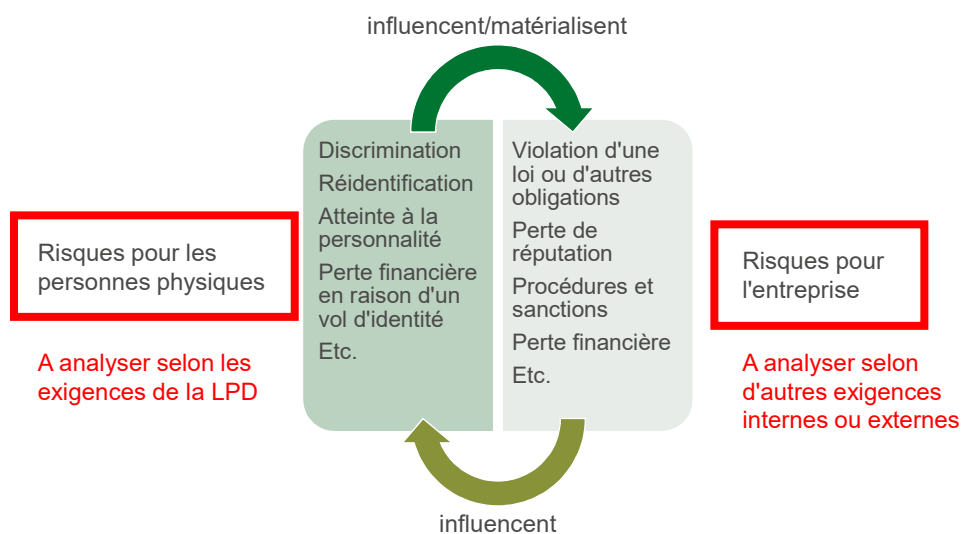 influencent/matérialisent
Discrimination
Réidentification
Atteinte à la
personnalité
Perte financière
en raison d'un
vol d'identité
Etc.
Violation d'une
loi ou d'autres
obligations
Perte de
réputation
Procédures et
sanctions
Perte financière
Etc.
Risques pour les
personnes physiques
A analyser selon les
exigences de la LPD
Risques pour
l'entreprise
A analyser selon
d'autres exigences
internes ou externes
influencent